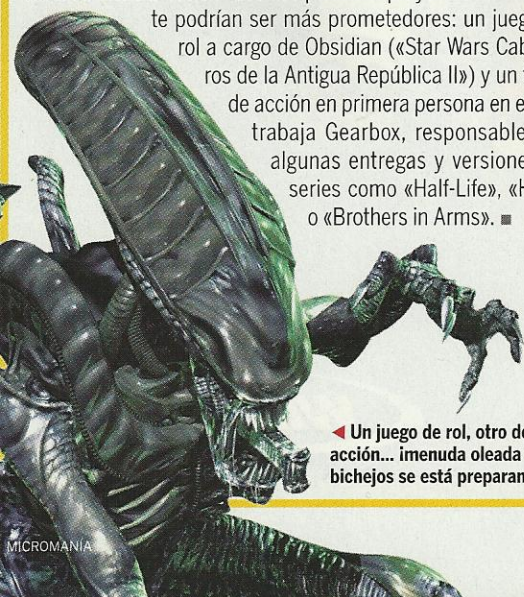 te podrían ser más prometedores: un jueg
rol a cargo de Obsidian («Star Wars Cab
ros de la Antigua República II») y un
de acción en primera persona en e
trabaja Gearbox, responsable
algunas entregas y versione
series como «Half-Life», «H
o «Brothers in Arms». ■
◄ Un juego de rol, otro de
acción... ¡menuda oleada
bichejos se está preparan
MICROMANÍA